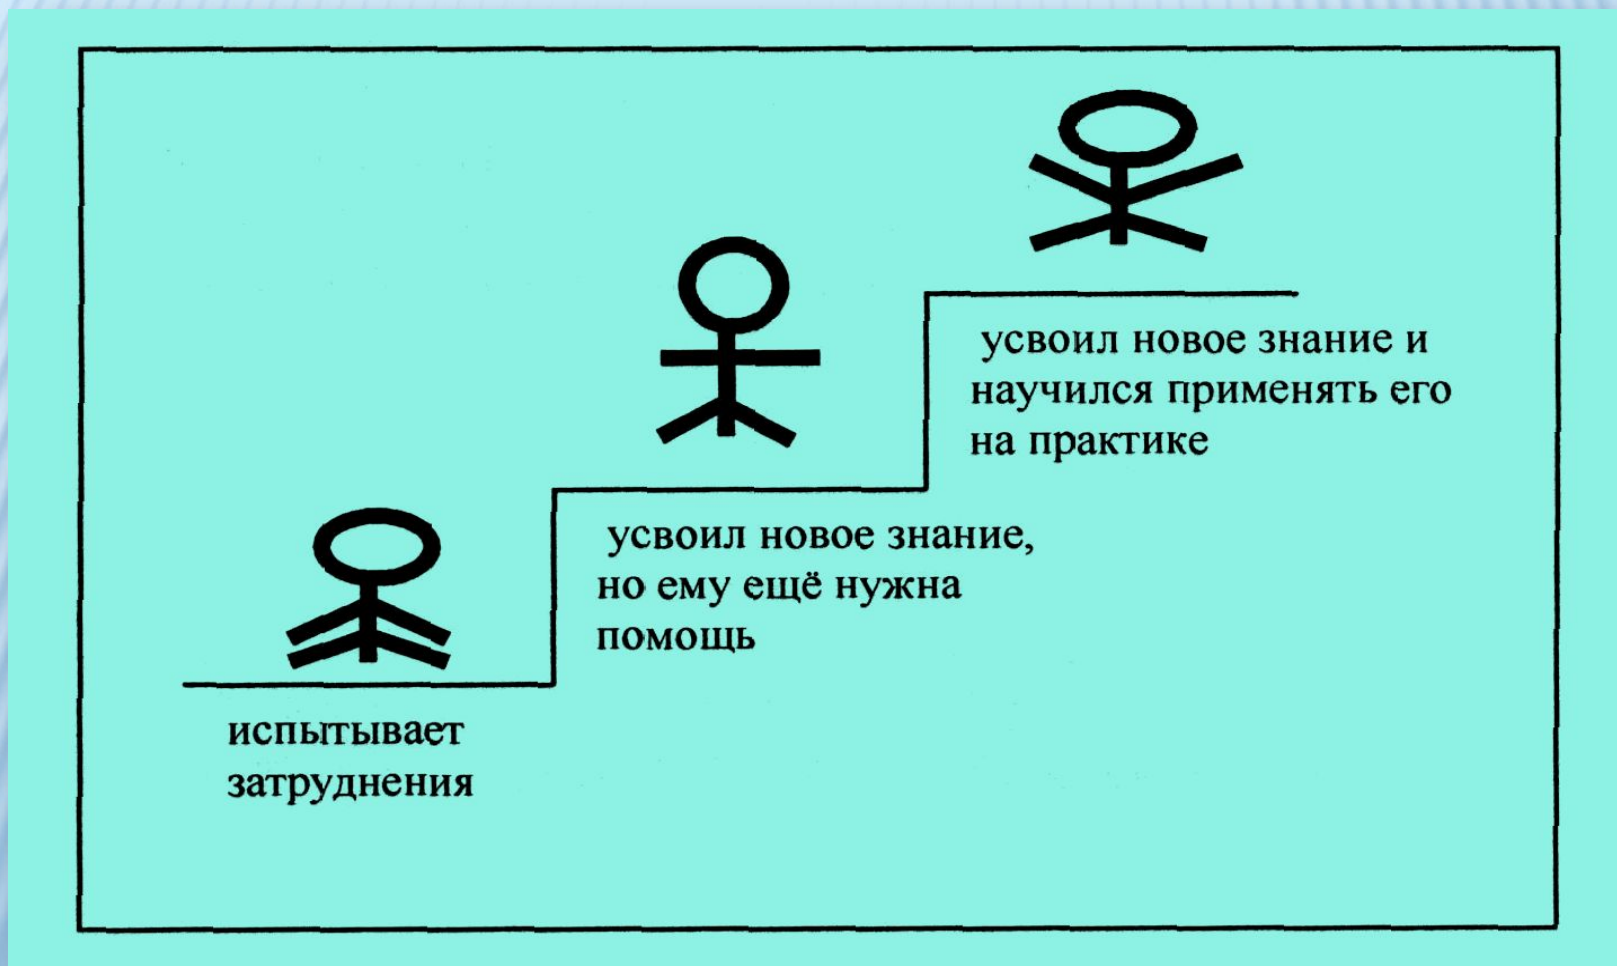 усвоил новое знание и
научился применять его
на практике
усвоил новое знание,
но ему ещё нужна
помощь
испытывает
затруднения